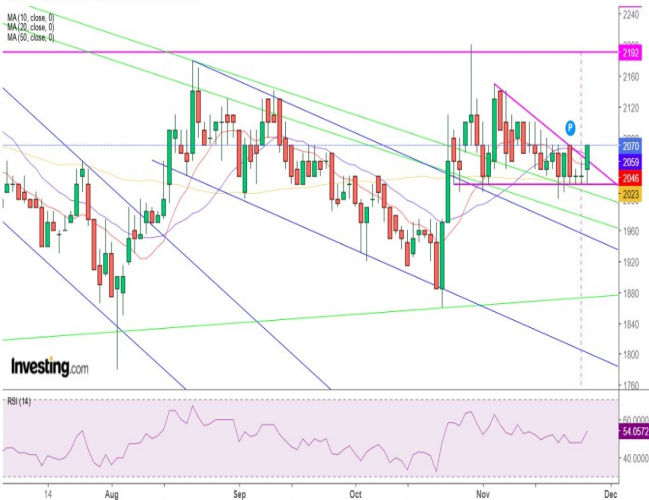 MA (10, close, 0)
MA (20, close, 0)
MA (50, close, 0)
2240
2192
2160
2120
2070
2059
2046
2023
1960
1920
1880
1840
1800
1760
P
Investing.com
RSI (14)
60.0000
54.0572
40.0000
14 Aug Sep Oct Nov Dec